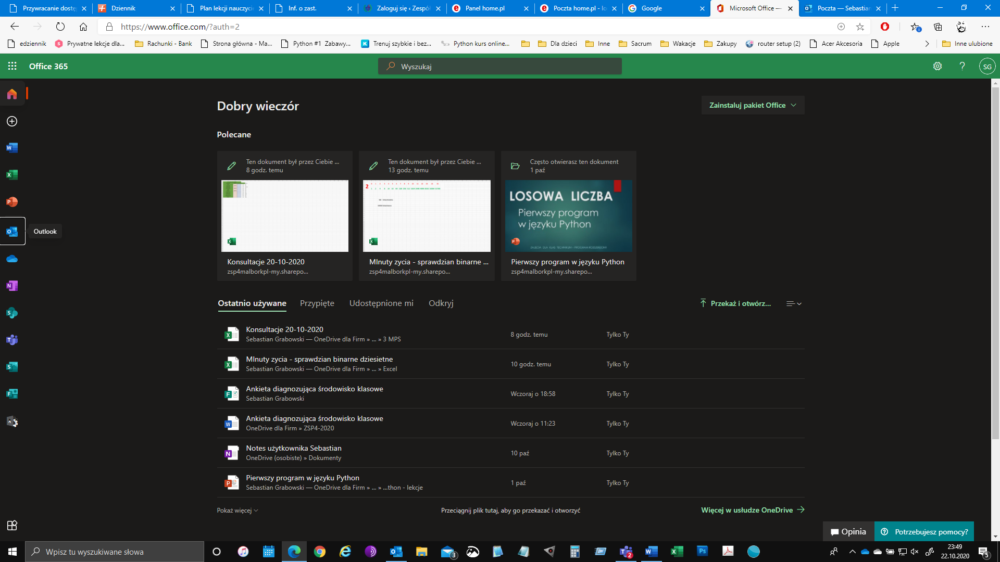 Przywracanie dostę
Dziennik
Plan lekcji nauczycie
Inf. o zast.
Zaloguj się ‹ Zespół
Panel home.pl
Poczta home.pl - lo
Google
Microsoft Office —
Poczta — Sebastian
https://www.office.com/?auth=2
edziennik
Prywatne lekcje dla...
Rachunki - Bank
Strona główna - Ma...
Python #1 Zabawy...
Trenuj szybkie i bez...
Python kurs online...
Dla dzieci
Inne
Sacrum
Wakacje
Zakupy
router setup (2)
Acer Akcesoria
Apple
Inne ulubione
Office 365
Wyszukaj
SG
Dobry wieczór
Zainstaluj pakiet Office
Polecane
Ten dokument był przez Ciebie ...
8 godz. temu
Konsultacje 20-10-2020
zsp4malborkpl-my.sharepo...
Ten dokument był przez Ciebie ...
13 godz. temu
2
MInuty zycia - sprawdzian binarne ...
zsp4malborkpl-my.sharepo...
Często otwierasz ten dokument
1 paź
LOSOWA LICZBA
Pierwszy program
w języku Python
Pierwszy program w języku Python
zsp4malborkpl-my.sharepo...
Outlook
Ostatnio używane
Przypięte
Udostępnione mi
Odkryj
Przekaż i otwórz...
Konsultacje 20-10-2020
Sebastian Grabowski — OneDrive dla Firm » ... » 3 MPS
8 godz. temu
Tylko Ty
MInuty zycia - sprawdzian binarne dziesietne
Sebastian Grabowski — OneDrive dla Firm » ... » Excel
10 godz. temu
Tylko Ty
Ankieta diagnozująca środowisko klasowe
Sebastian Grabowski
Wczoraj o 18:58
Tylko Ty
Ankieta diagnozująca środowisko klasowe
OneDrive dla Firm » ZSP4-2020
Wczoraj o 11:23
Tylko Ty
Notes użytkownika Sebastian
OneDrive (osobiste) » Dokumenty
10 paź
Tylko Ty
Pierwszy program w języku Python
Sebastian Grabowski — OneDrive dla Firm » ... » ...thon - lekcje
1 paź
Tylko Ty
Pokaż więcej
Przeciągnij plik tutaj, aby go przekazać i otworzyć
Więcej w usłudze OneDrive
Opinia
Potrzebujesz pomocy?
Wpisz tu wyszukiwane słowa
3
2
23:49
22.10.2020
5